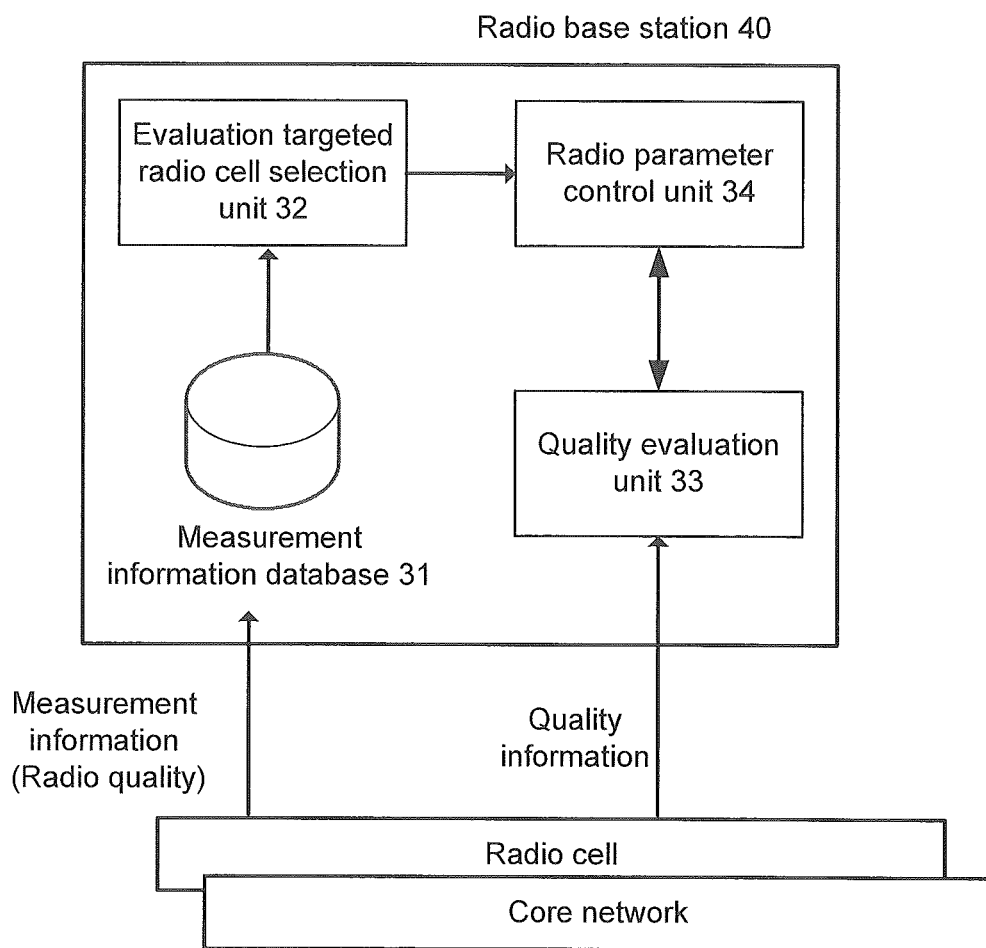 Radio base station 40
Evaluation targeted
radio cell selection
unit 32
Radio parameter
control unit 34
Quality evaluation
unit 33
Measurement
information database 31
Measurement
information
(Radio quality)
Quality
information
Radio cell
Core network